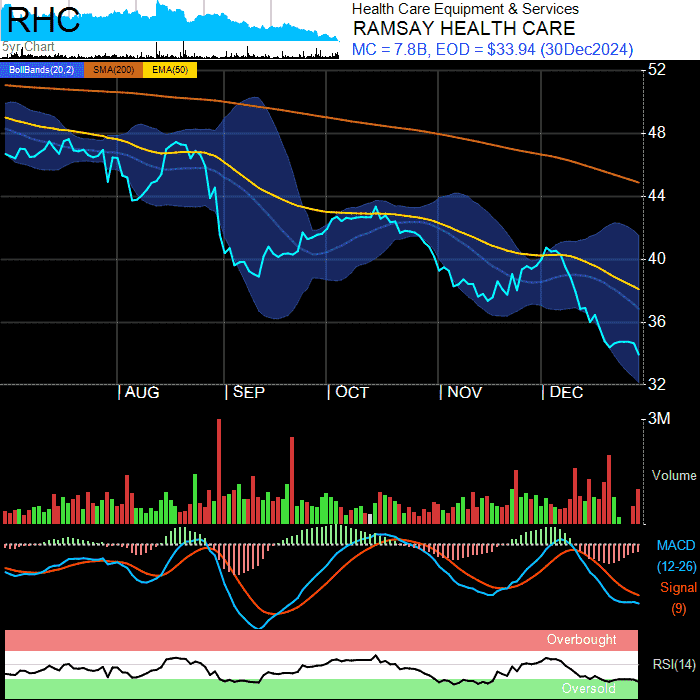 RHC
5yr Chart
Health Care Equipment & Services
RAMSAY HEALTH CARE
MC = 7.8B, EOD = $33.94 (30Dec2024)
BollBands(20,2) SMA(200) EMA(50)
52
48
44
40
36
32
AUG SEP OCT NOV DEC
3M
Volume
MACD
(12-26)
Signal
(9)
Overbought
RSI(14)
Oversold